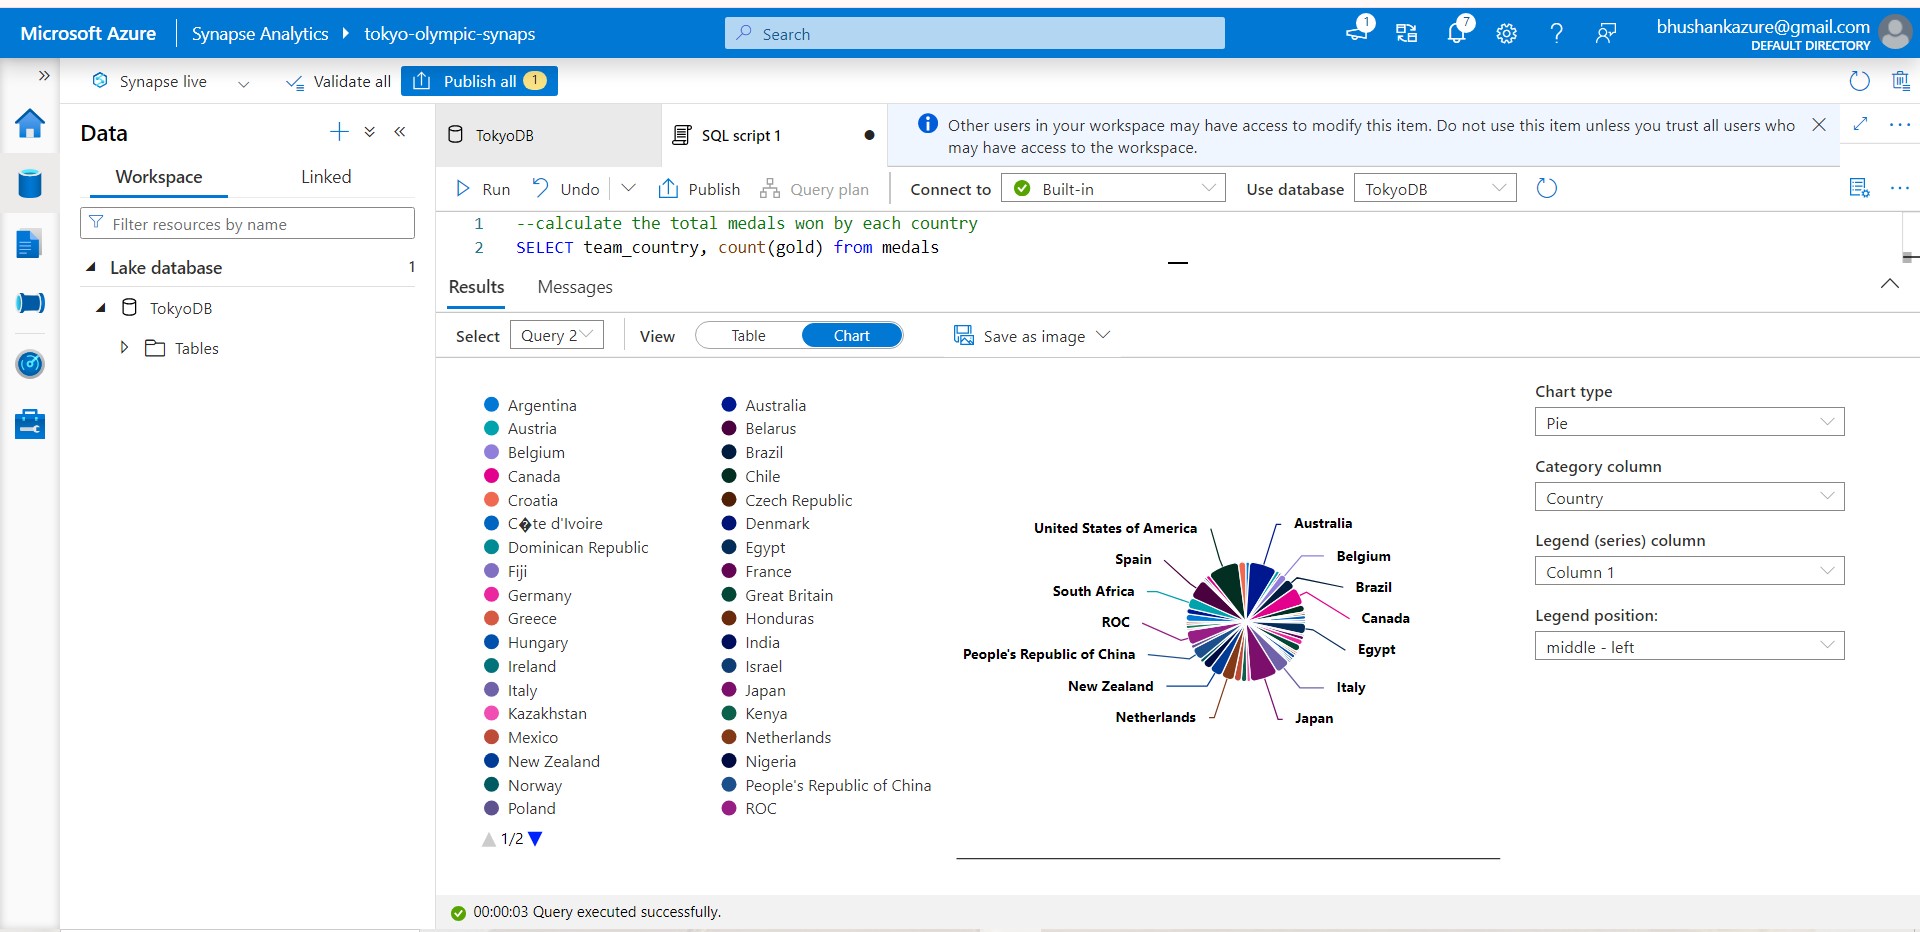 Microsoft Azure
Synapse Analytics
tokyo-olympic-synaps
Search
1
7
bhushankazure@gmail.com
DEFAULT DIRECTORY
Synapse live
Validate all
Publish all 1
Data
Workspace
Linked
Filter resources by name
Lake database 1
TokyoDB
Tables
TokyoDB
SQL script 1
Other users in your workspace may have access to modify this item. Do not use this item unless you trust all users who
may have access to the workspace.
Run
Undo
Publish
Query plan
Connect to
Built-in
Use database
TokyoDB
1 --calculate the total medals won by each country
2 SELECT team_country, count(gold) from medals
Results
Messages
Select
Query 2
View
Table
Chart
Save as image
Argentina
Austria
Belgium
Canada
Croatia
C�te d'Ivoire
Dominican Republic
Fiji
Germany
Greece
Hungary
Ireland
Italy
Kazakhstan
Mexico
New Zealand
Norway
Poland
Australia
Belarus
Brazil
Chile
Czech Republic
Denmark
Egypt
France
Great Britain
Honduras
India
Israel
Japan
Kenya
Netherlands
Nigeria
People's Republic of China
ROC
1/2
United States of America
Spain
South Africa
ROC
People's Republic of China
New Zealand
Netherlands
Australia
Belgium
Brazil
Canada
Egypt
Italy
Japan
Chart type
Pie
Category column
Country
Legend (series) column
Column 1
Legend position:
middle - left
00:00:03 Query executed successfully.